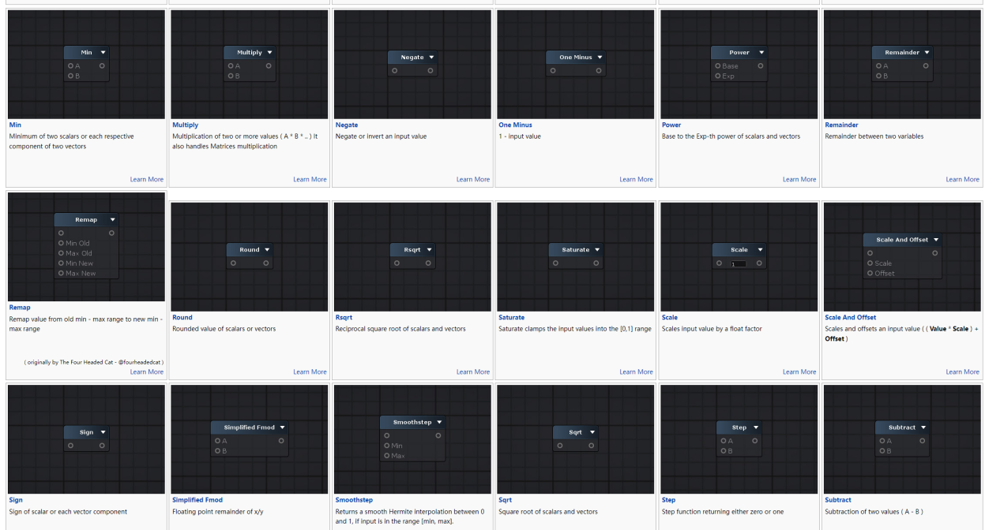 Min
A
B
Multiply
A
B
Negate
One Minus
Power
Base
Exp
Remainder
A
B
Min
Minimum of two scalars or each respective
component of two vectors
Learn More
Multiply
Multiplication of two or more values ( A * B * .. ) It
also handles Matrices multiplication
Learn More
Negate
Negate or invert an input value
Learn More
One Minus
1 - input value
Learn More
Power
Base to the Exp-th power of scalars and vectors
Learn More
Remainder
Remainder between two variables
Learn More
Remap
Min Old
Max Old
Min New
Max New
Round
Rsqrt
Saturate
Scale
1
Scale And Offset
Scale
Offset
Remap
Remap value from old min - max range to new min -
max range
( originally by The Four Headed Cat - @fourheadedcat )
Learn More
Round
Rounded value of scalars or vectors
Learn More
Rsqrt
Reciprocal square root of scalars and vectors
Learn More
Saturate
Saturate clamps the input values into the [0,1] range
Learn More
Scale
Scales input value by a float factor
Learn More
Scale And Offset
Scales and offsets an input value ( ( Value * Scale ) +
Offset )
Learn More
Sign
Simplified Fmod
A
B
Smoothstep
Min
Max
Sqrt
Step
A
B
Subtract
A
B
Sign
Sign of scalar or each vector component
Simplified Fmod
Floating point remainder of x/y
Smoothstep
Returns a smooth Hermite interpolation between 0
and 1, if input is in the range [min, max].
Sqrt
Square root of scalars and vectors
Step
Step function returning either zero or one
Subtract
Subtraction of two values ( A - B )